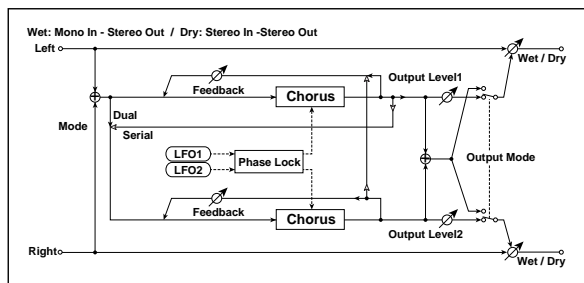 Wet: Mono In - Stereo Out / Dry: Stereo In -Stereo Out
Left
Wet / Dry
Feedback
Output Level1
Chorus
Mode
Dual
Serial
LFO1
LFO2
Phase Lock
Output Mode
Feedback
Chorus
Output Level2
Right
Wet / Dry